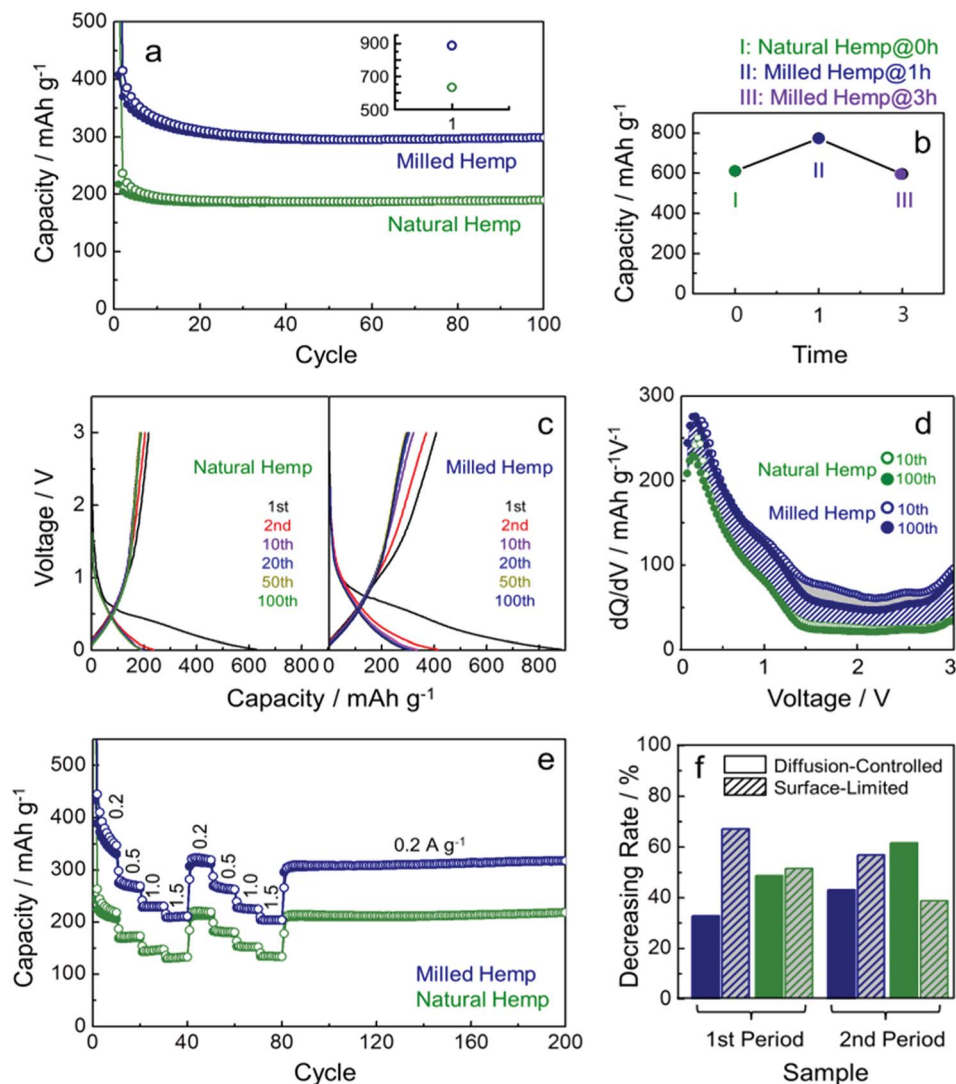 a
500
400
300
200
100
0
Capacity / mAh g-1
900
700
500
1
Milled Hemp
Natural Hemp
0 20 40 60 80 100
Cycle
I: Natural Hemp@0h
II: Milled Hemp@1h
III: Milled Hemp@3h
b
800
600
400
200
0
Capacity / mAh g-1
I
II
III
0 1 3
Time
c
3
2
1
0
Voltage / V
Natural Hemp
1st
2nd
10th
20th
50th
100th
Milled Hemp
1st
2nd
10th
20th
50th
100th
0 200 400 600 800 0 200 400 600 800
Capacity / mAh g-1
d
300
200
100
0
dQ/dV / mAh g-1V-1
Natural Hemp
10th
100th
Milled Hemp
10th
100th
0 1 2 3
Voltage / V
e
500
400
300
200
100
0
Capacity / mAh g-1
0.2
0.5
1.0
1.5
0.2
0.5
1.0
1.5
0.2 A g-1
Milled Hemp
Natural Hemp
0 40 80 120 160 200
Cycle
f
100
80
60
40
20
0
Decreasing Rate / %
Diffusion-Controlled
Surface-Limited
1st Period 2nd Period
Sample